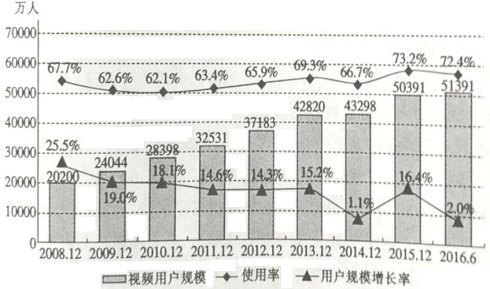 万人
70000
60000
50000
40000
30000
20000
10000
0
67.7% 62.6% 62.1% 63.4% 65.9% 69.3% 66.7% 73.2% 72.4%
20200 24044 28398 32531 37183 42820 43298 50391 51391
25.5% 19.0% 18.1% 14.6% 14.3% 15.2% 1.1% 16.4% 2.0%
2008.12 2009.12 2010.12 2011.12 2012.12 2013.12 2014.12 2015.12 2016.6
视频用户规模 使用率 用户规模增长率